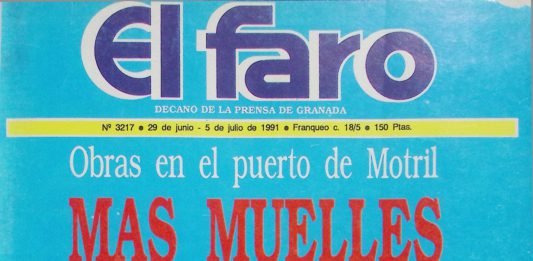 El faro
DECANO DE LA PRENSA DE GRANADA
Nº 3217 ● 29 de junio - 5 de julio de 1991 ● Franqueo c. 18/5 ● 150 Ptas.
Obras en el puerto de Motril
MAS MUELLES